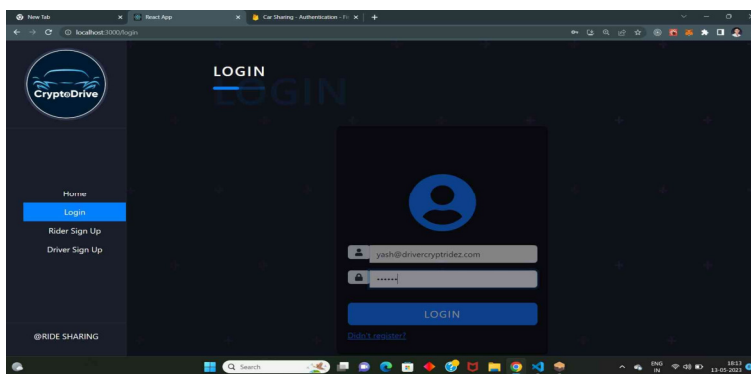 New Tab
React App
Car Sharing - Authentication - Fi
localhost:3000/login
CryptoDrive
LOGIN
LOGIN
Home
Login
Rider Sign Up
Driver Sign Up
yash@drivercryptridez.com
LOGIN
Didn't register?
@RIDE SHARING
Search
ENG
IN
18:13
13-05-2023